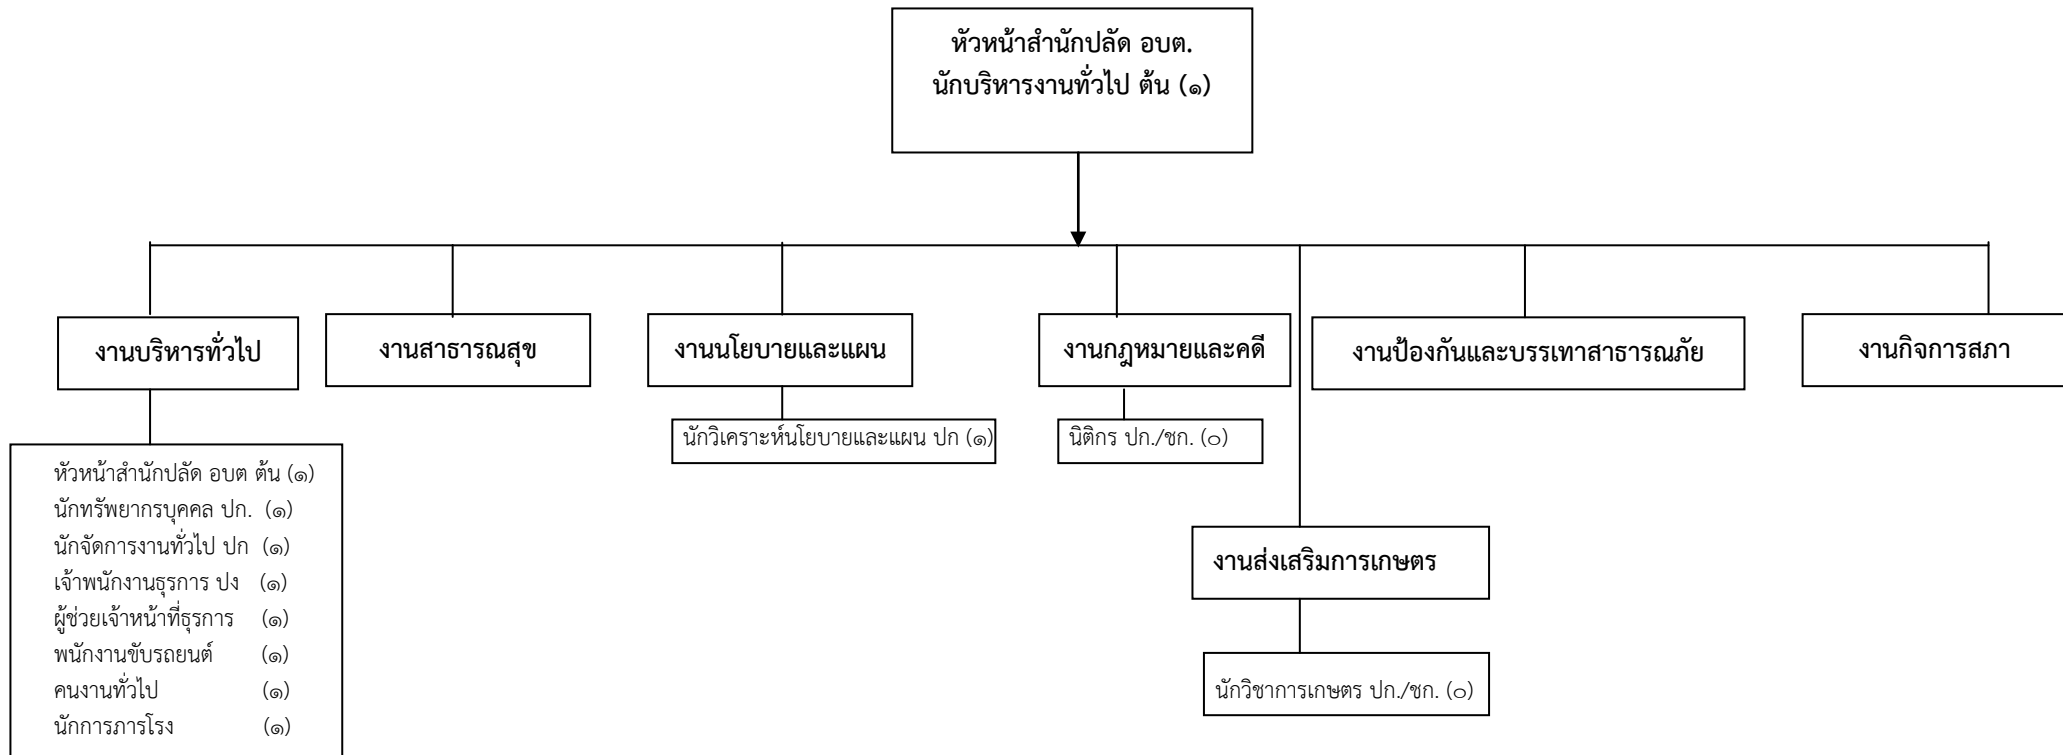 หัวหน้าสำนักปลัด อบต.
นักบริหารงานทั่วไป ต้น (๑)
งานบริหารทั่วไป
งานสาธารณสุข
งานนโยบายและแผน
งานกฎหมายและคดี
งานป้องกันและบรรเทาสาธารณภัย
งานกิจการสภา
นักวิเคราะห์นโยบายและแผน ปก (๑)
นิติกร ปก./ชก. (๐)
หัวหน้าสำนักปลัด อบต ต้น (๑)
นักทรัพยากรบุคคล ปก. (๑)
นักจัดการงานทั่วไป ปก (๑)
เจ้าพนักงานธุรการ ปง (๑)
ผู้ช่วยเจ้าหน้าที่ธุรการ (๑)
พนักงานขับรถยนต์ (๑)
คนงานทั่วไป (๑)
นักการภารโรง (๑)
งานส่งเสริมการเกษตร
นักวิชาการเกษตร ปก./ชก. (๐)